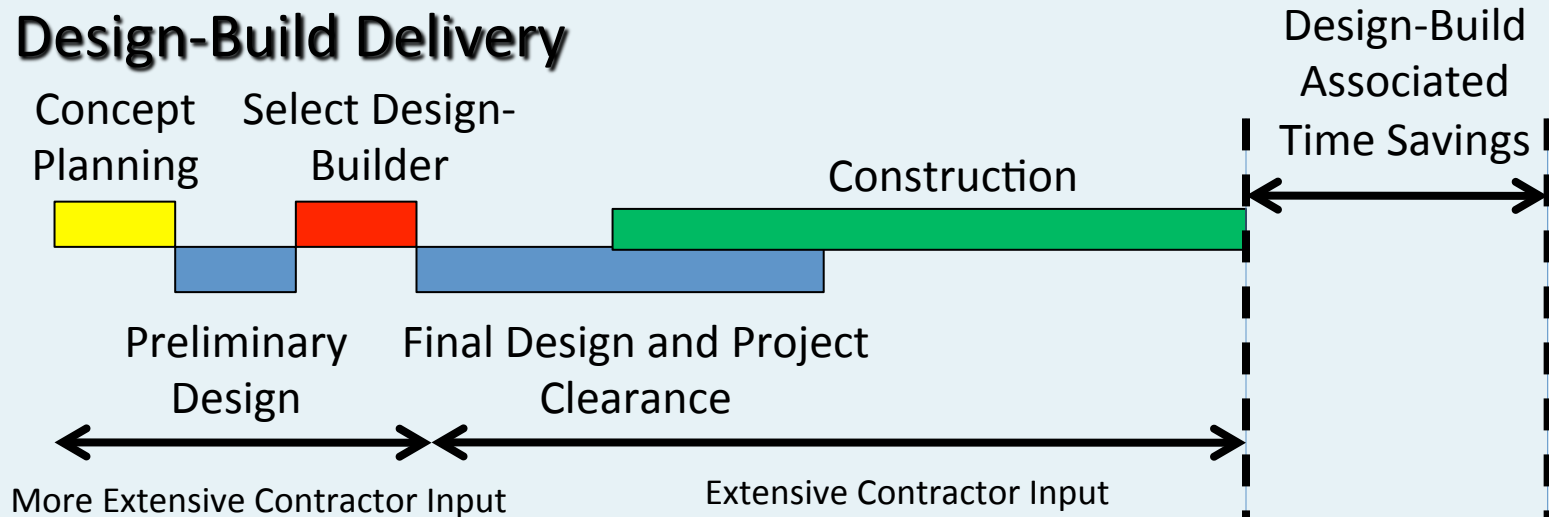 Design-Build Delivery
Design-Build
Associated
Time Savings
Concept
Planning
Select Design-
Builder
Construction
Preliminary
Design
Final Design and Project
Clearance
More Extensive Contractor Input
Extensive Contractor Input